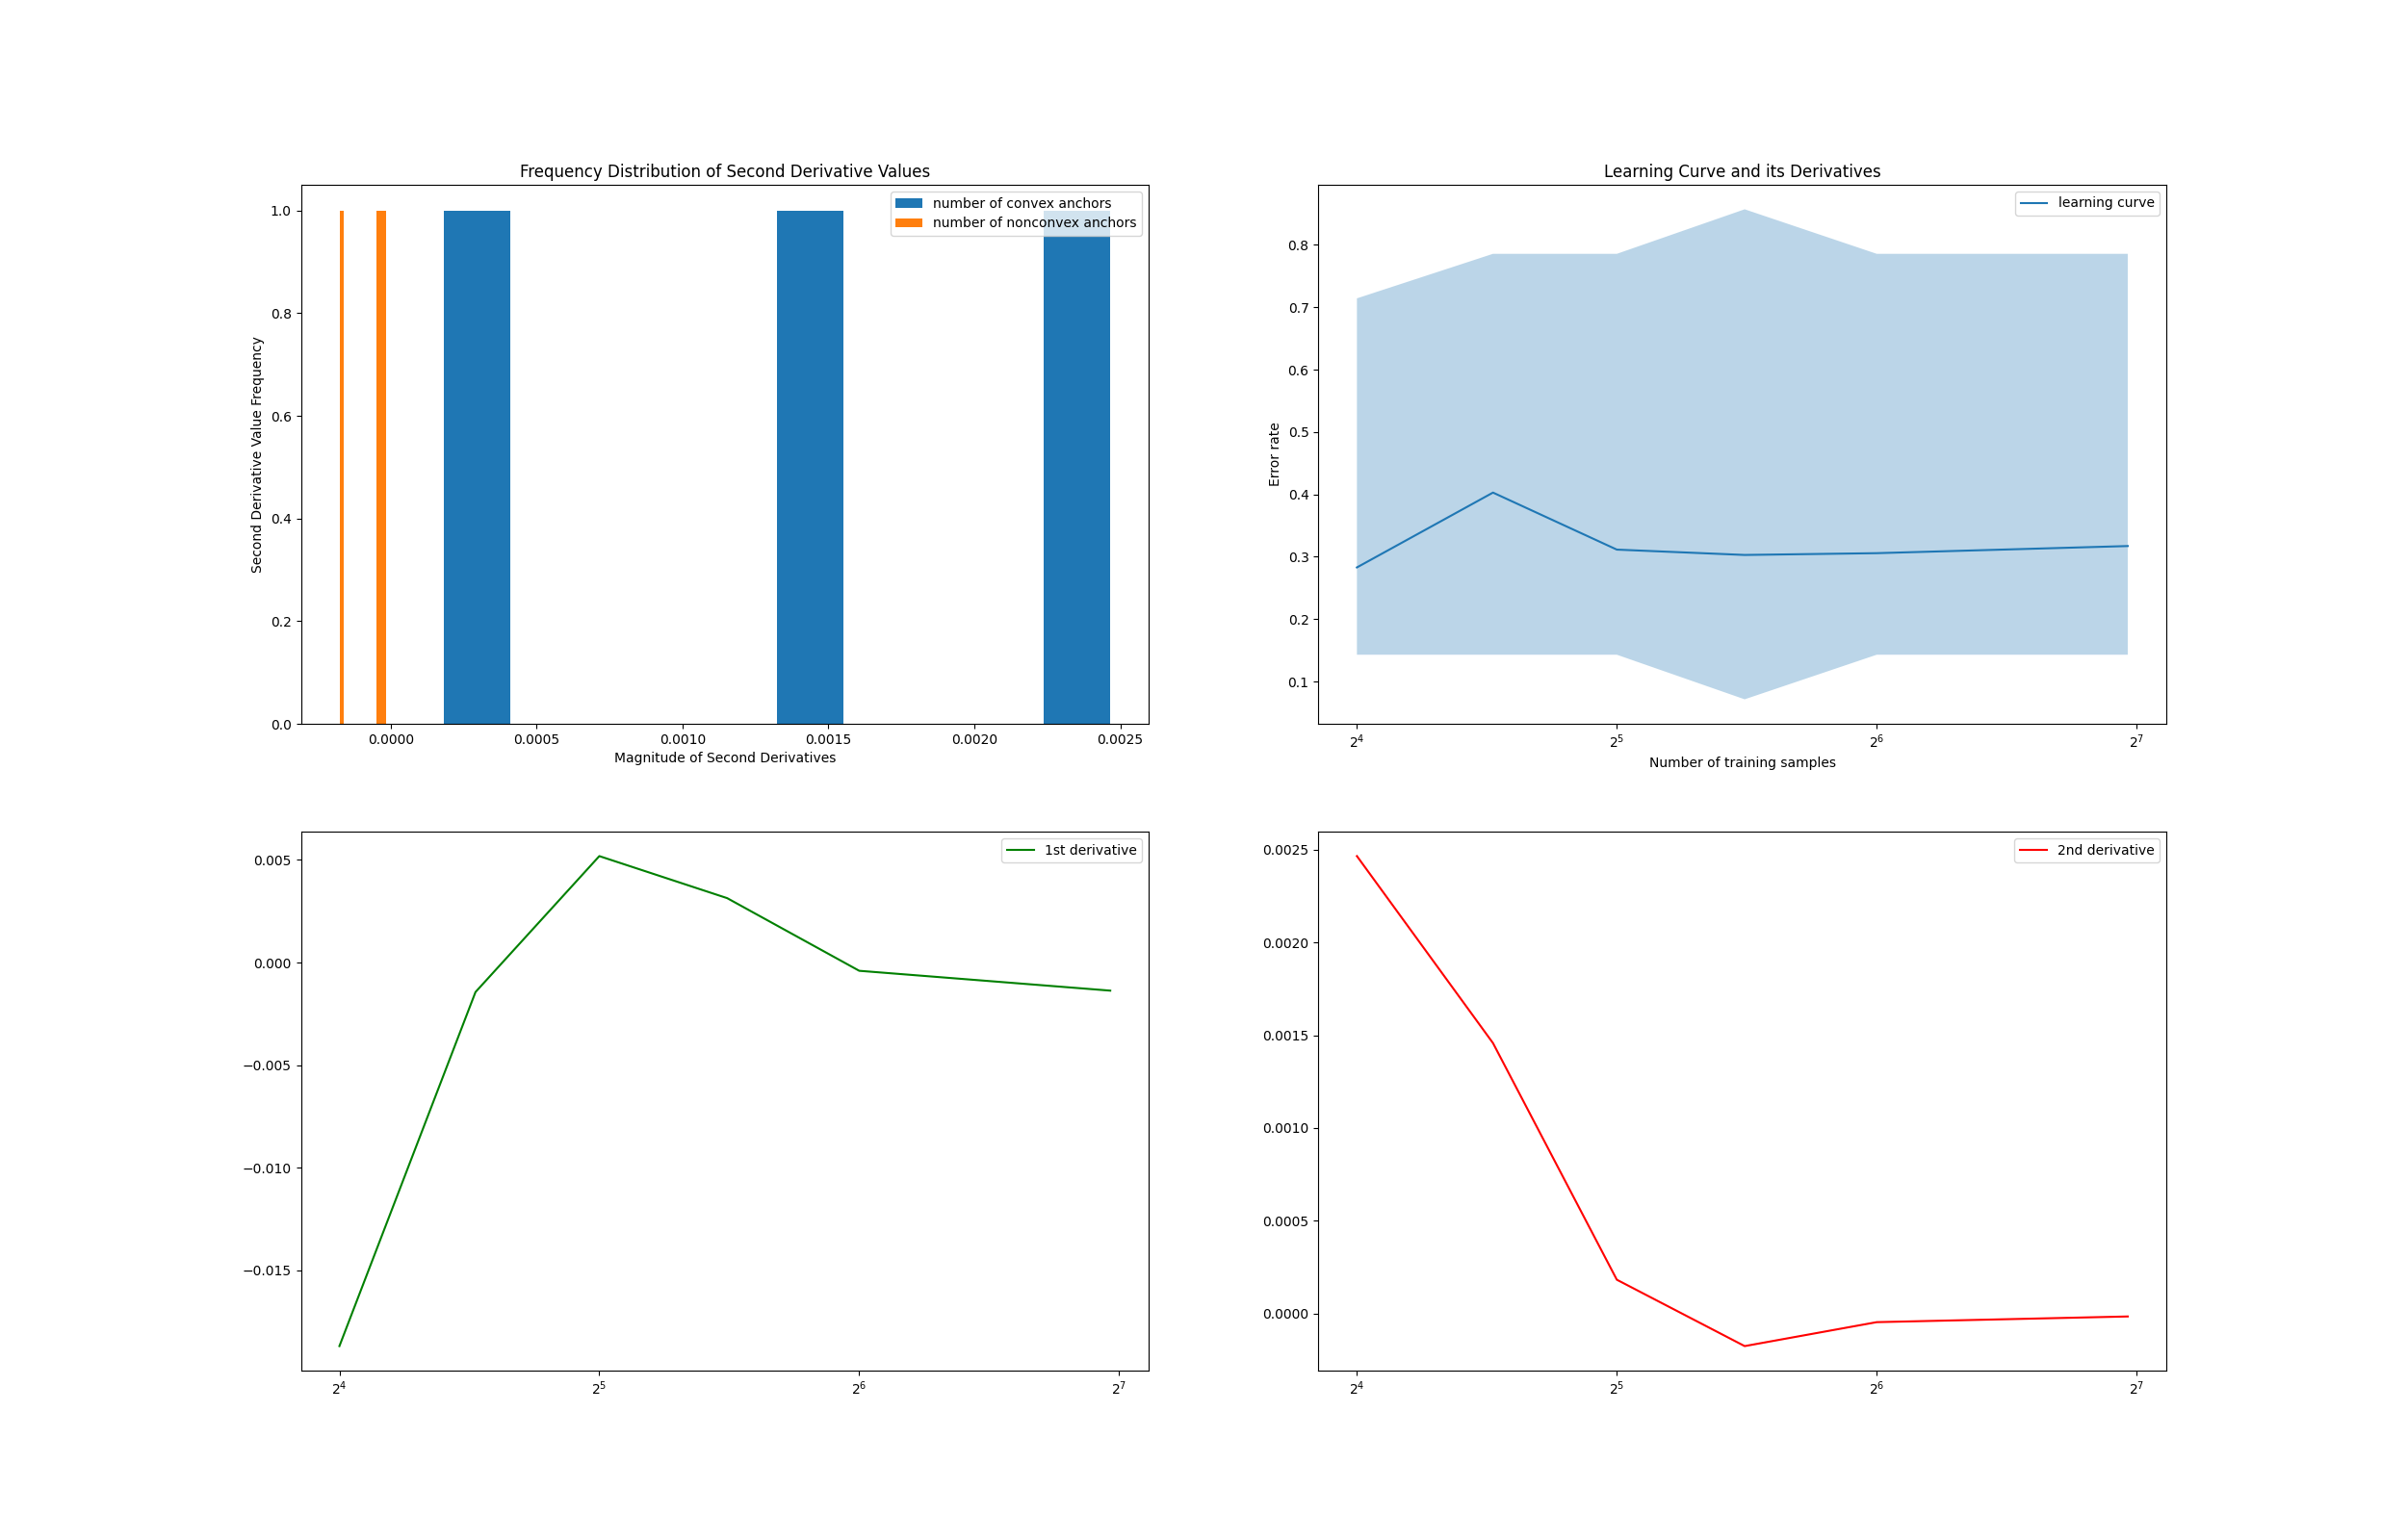 Frequency Distribution of Second Derivative Values
number of convex anchors
number of nonconvex anchors
Second Derivative Value Frequency
1.0
0.8
0.6
0.4
0.2
0.0
0.0000 0.0005 0.0010 0.0015 0.0020 0.0025
Magnitude of Second Derivatives
Learning Curve and its Derivatives
learning curve
Error rate
0.8
0.7
0.6
0.5
0.4
0.3
0.2
0.1
2⁴ 2⁵ 2⁶ 2⁷
Number of training samples
1st derivative
0.005
0.000
−0.005
−0.010
−0.015
2⁴ 2⁵ 2⁶ 2⁷
2nd derivative
0.0025
0.0020
0.0015
0.0010
0.0005
0.0000
2⁴ 2⁵ 2⁶ 2⁷